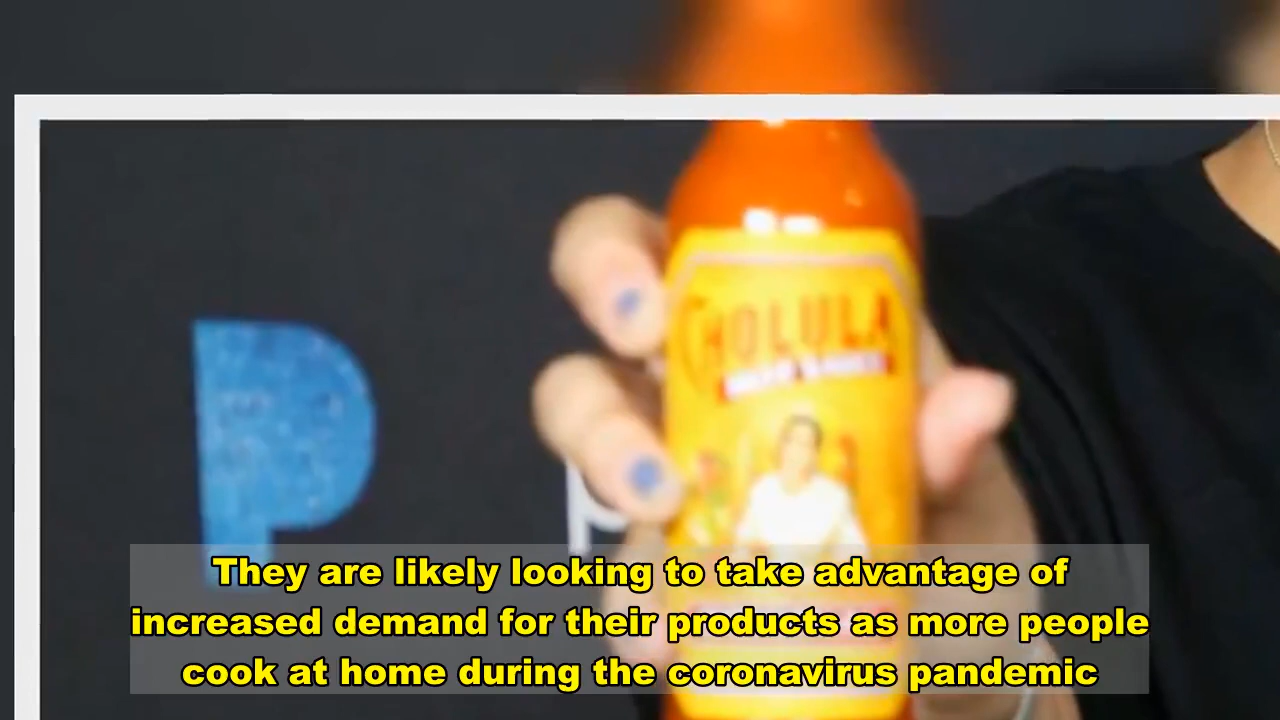 P
CHOLULA
They are likely looking to take advantage of
increased demand for their products as more people
cook at home during the coronavirus pandemic